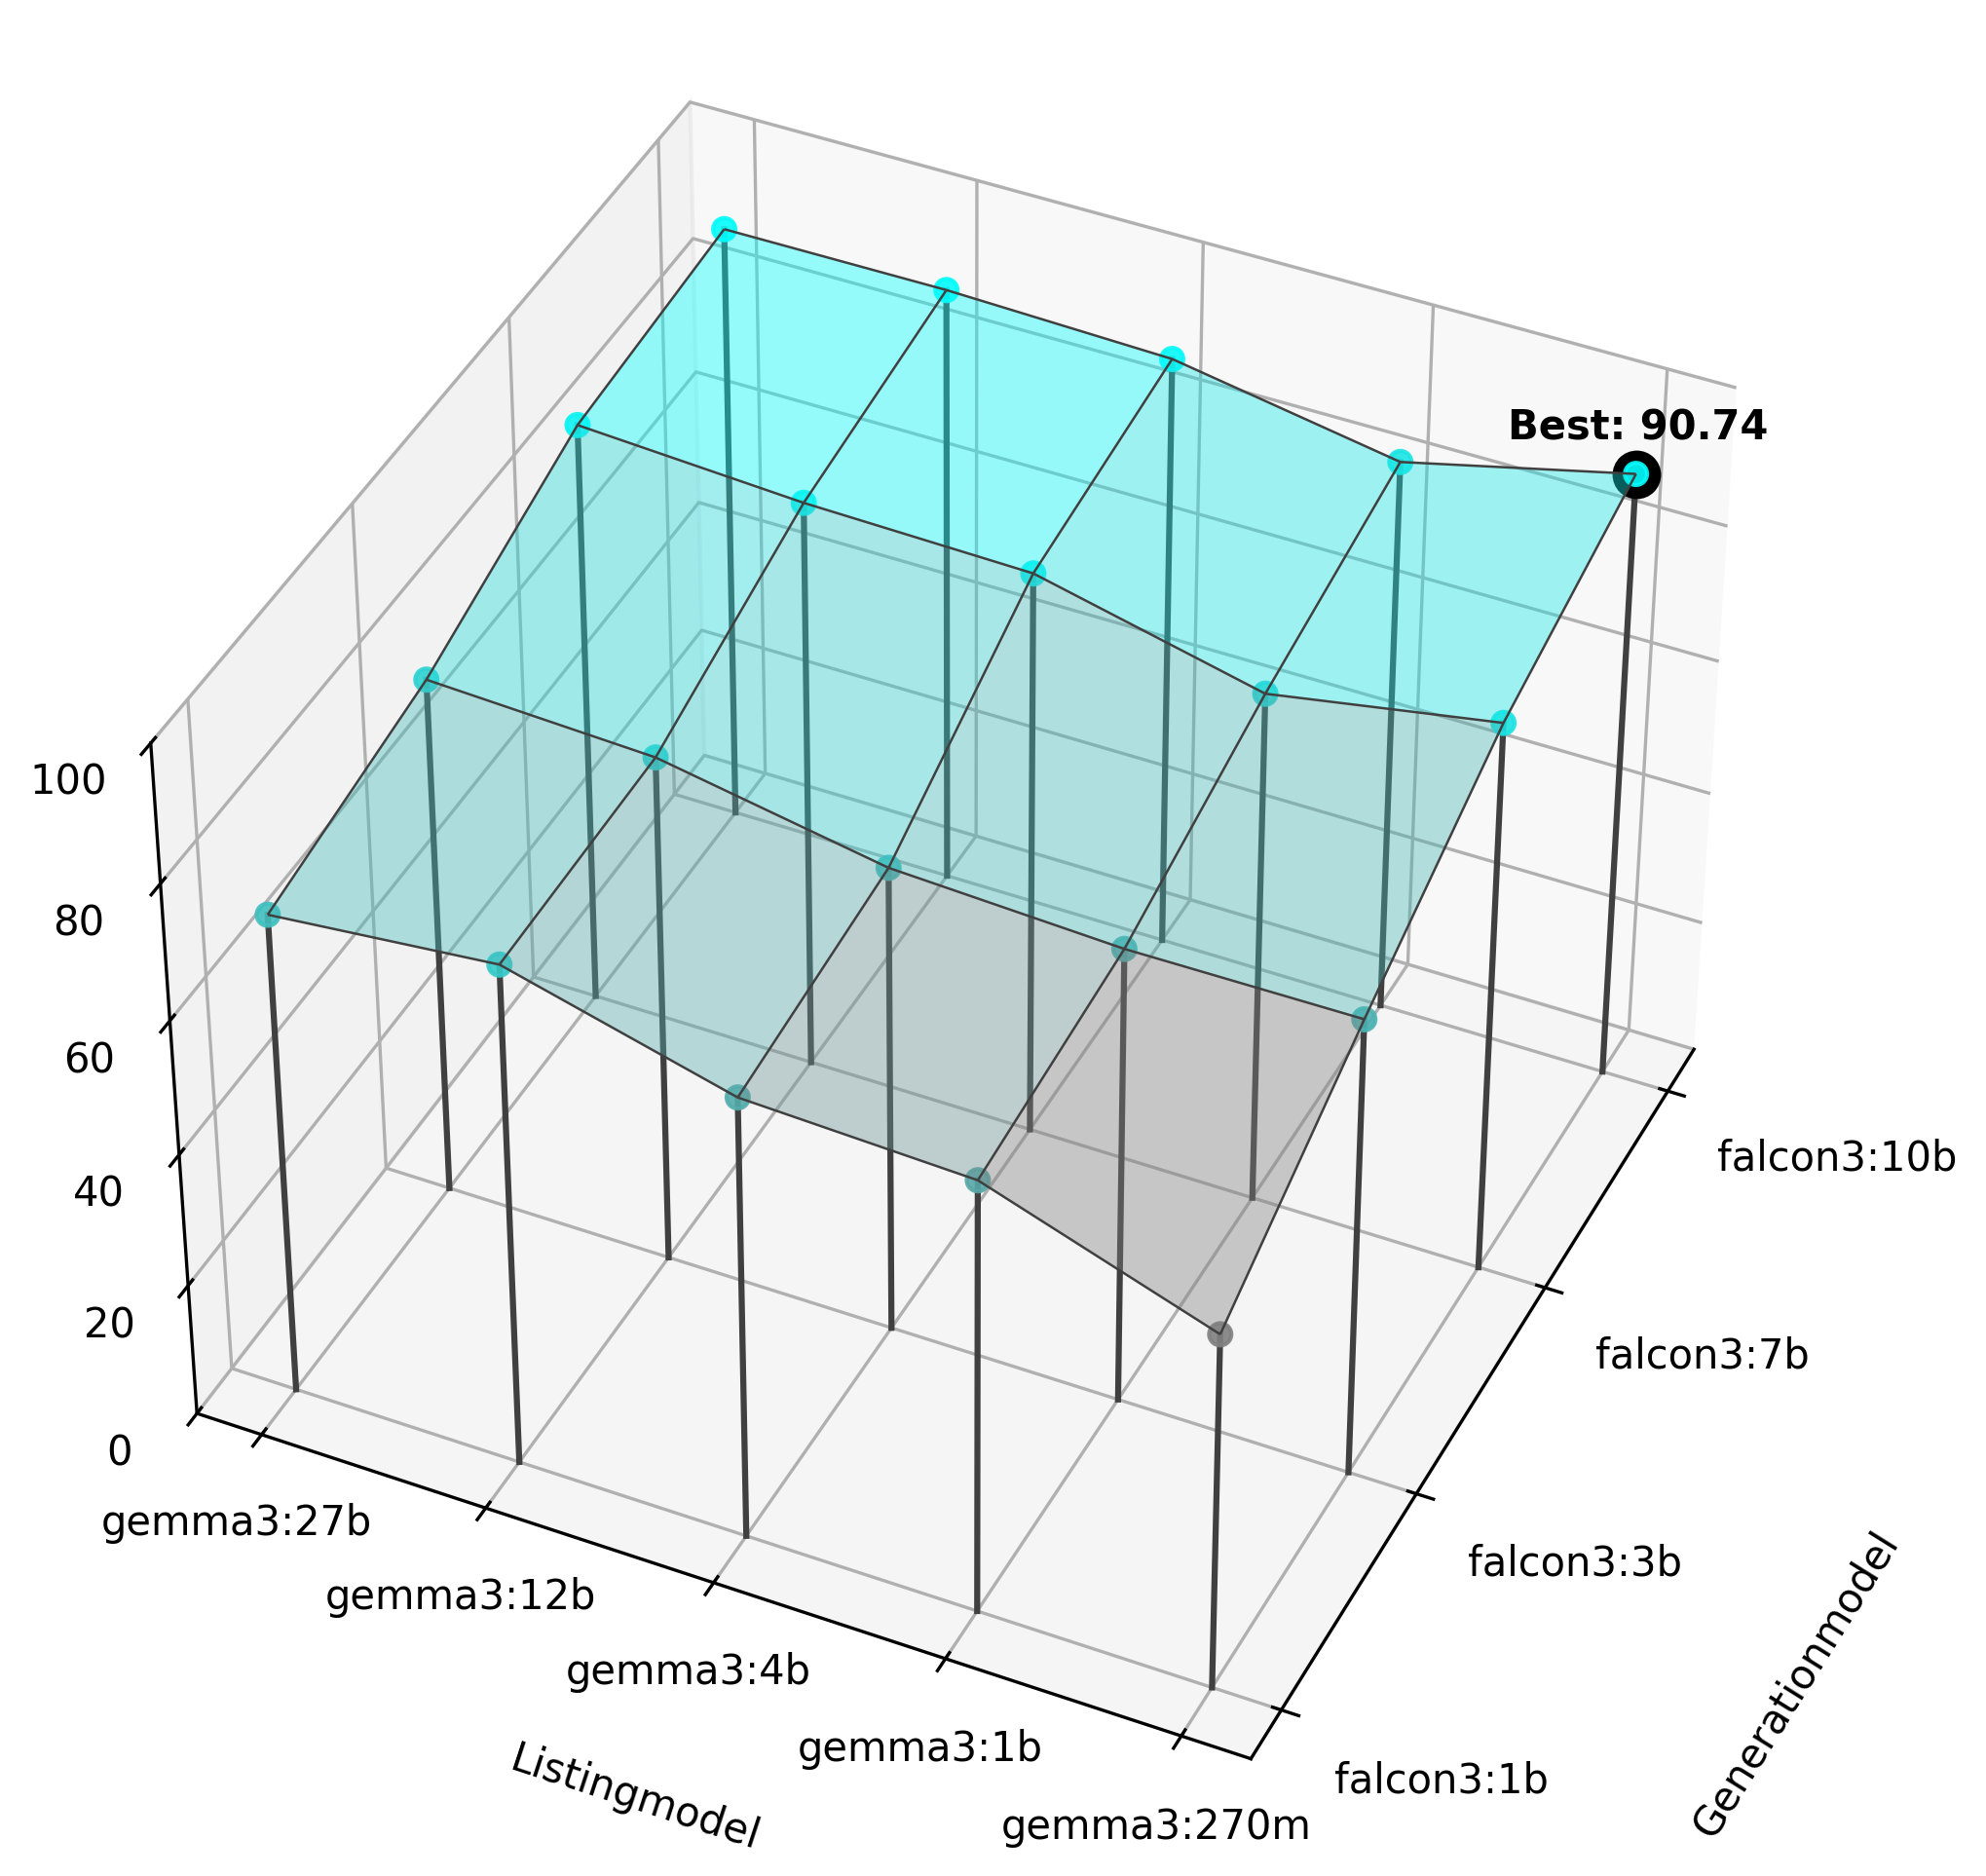 Best: 90.74
100
80
60
40
20
0
gemma3:27b
gemma3:12b
gemma3:4b
gemma3:1b
gemma3:270m
Listingmodel
falcon3:10b
falcon3:7b
falcon3:3b
falcon3:1b
Generationmodel